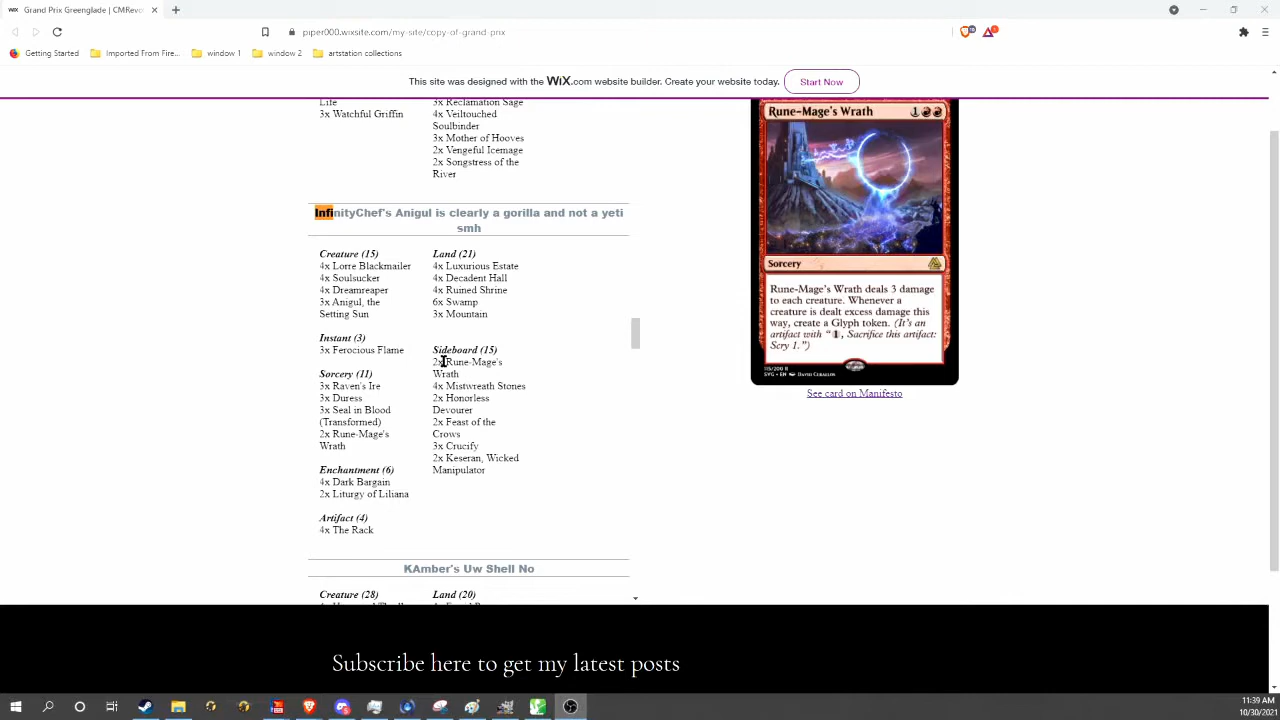 Grand Prix Greenglade | CMRevo
piper000.wixsite.com/my-site/copy-of-grand-prix
Getting Started
Imported From Fire...
window 1
window 2
artstation collections
This site was designed with the WiX.com website builder. Create your website today.
Start Now
Life
3x Watchful Griffin
3x Reclamation Sage
4x Veiltouched
Soulbinder
3x Mother of Hooves
2x Vengeful Icemage
2x Songstress of the
River
InfinityChef's Anigul is clearly a gorilla and not a yeti
smh
Creature (15)
4x Lorre Blackmailer
4x Soulsucker
4x Dreamreaper
3x Anigul, the
Setting Sun
Instant (3)
3x Ferocious Flame
Sorcery (11)
3x Raven's Ire
3x Duress
3x Seal in Blood
(Transformed)
2x Rune-Mage's
Wrath
Enchantment (6)
4x Dark Bargain
2x Liturgy of Liliana
Artifact (4)
4x The Rack
Land (21)
4x Luxurious Estate
4x Decadent Hall
4x Ruined Shrine
6x Swamp
3x Mountain
Sideboard (15)
2x Rune-Mage's
Wrath
4x Mistwreath Stones
2x Honorless
Devourer
2x Feast of the
Crows
3x Crucify
2x Keseran, Wicked
Manipulator
KAmber's Uw Shell No
Creature (28)
Land (20)
Rune-Mage's Wrath
1
Sorcery
Rune-Mage's Wrath deals 3 damage
to each creature. Whenever a
creature is dealt excess damage this
way, create a Glyph token. (It's an
artifact with "1, Sacrifice this artifact:
Scry 1.")
See card on Manifesto
Subscribe here to get my latest posts
11:39 AM
10/30/2021